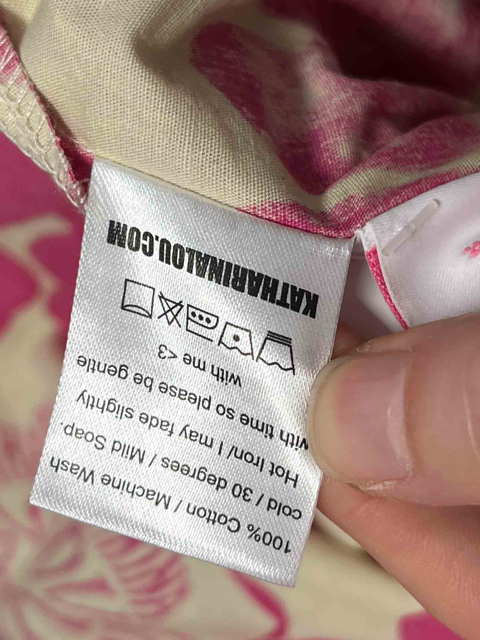 100% Cotton / Machine Wash
cold / 30 degrees / Mild Soap.
Hot Iron/ I may fade slightly
with time so please be gentle
with me <3
KATHARINALOU.COM